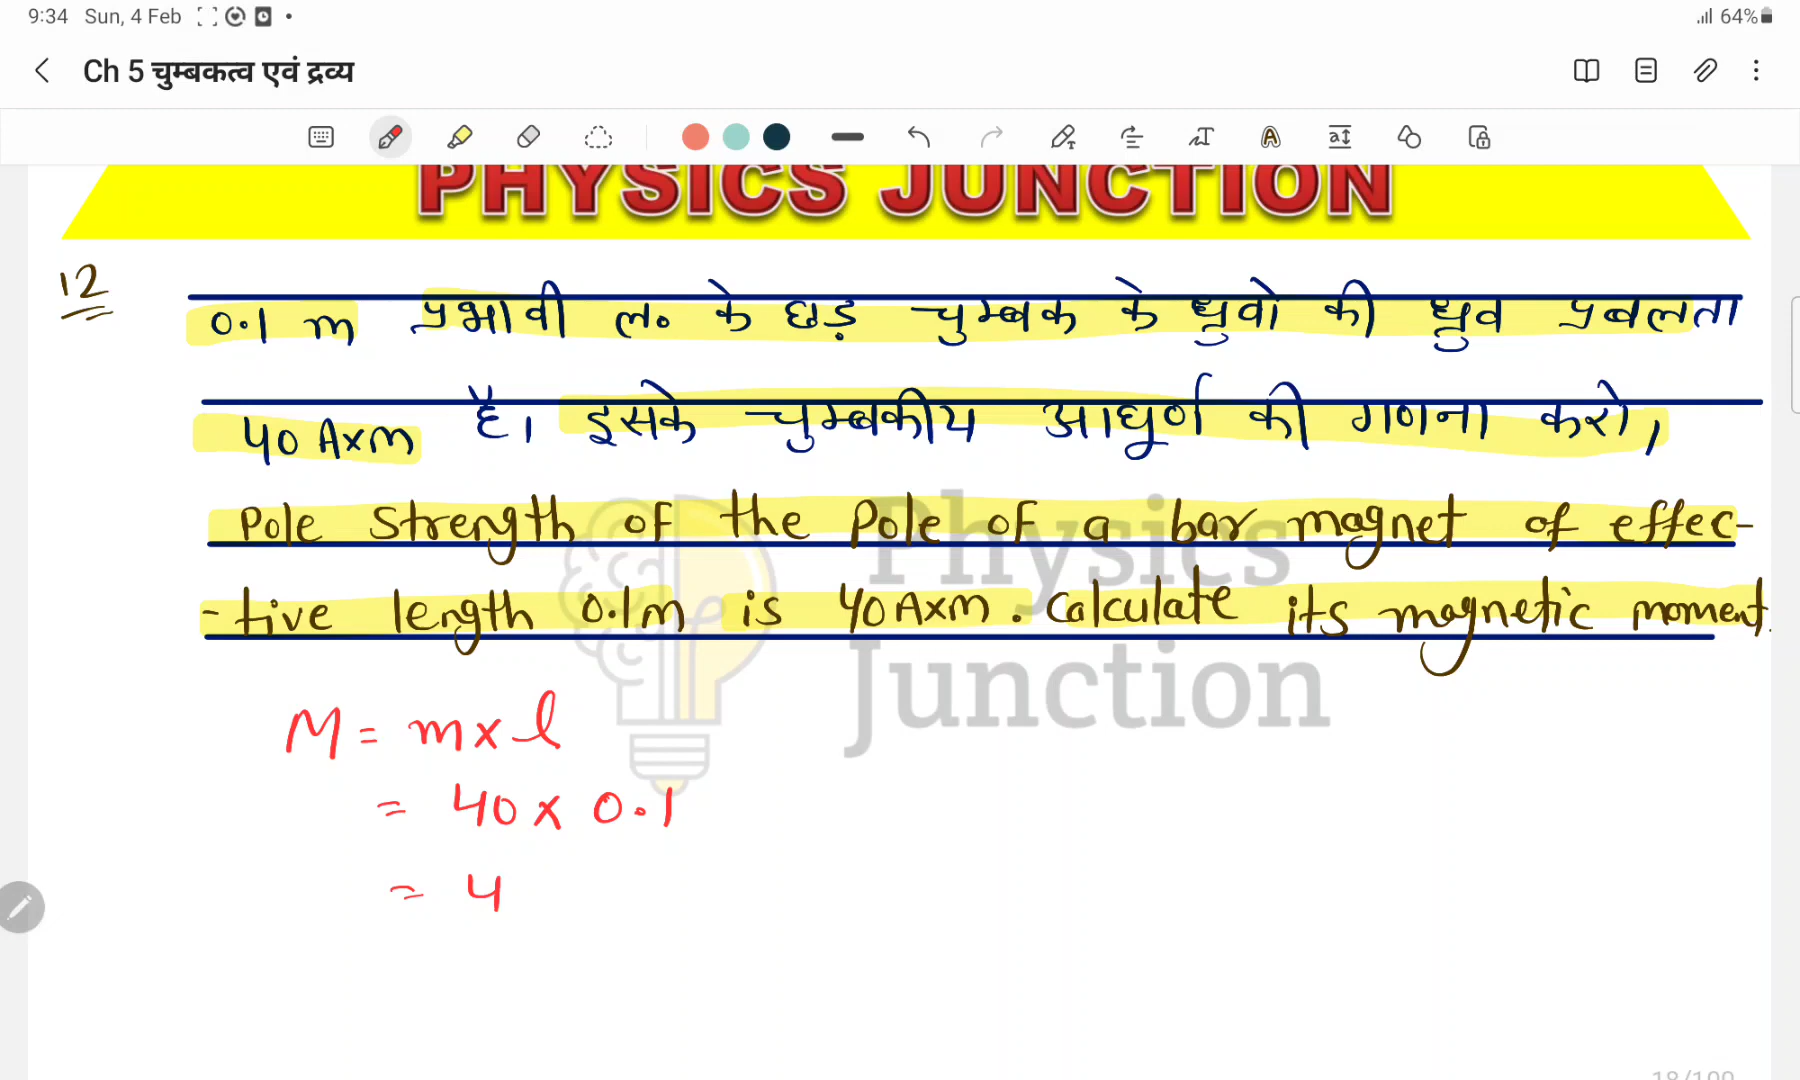 9:34 Sun, 4 Feb
64%
Ch 5 चुम्बकत्व एवं द्रव्य
PHYSICS JUNCTION
12
0.1 m प्रभावी ल० के छड़ चुम्बक के ध्रुवो की ध्रुव प्रबलता
40 A×m है। इसके चुम्बकीय आघूर्ण की गणना करो,
Pole strength of the pole of a bar magnet of effec-
-tive length 0.1m is 40 A×m. Calculate its magnetic moment.
Physics
Junction
M = m×l
= 40 × 0.1
= 4
18/199